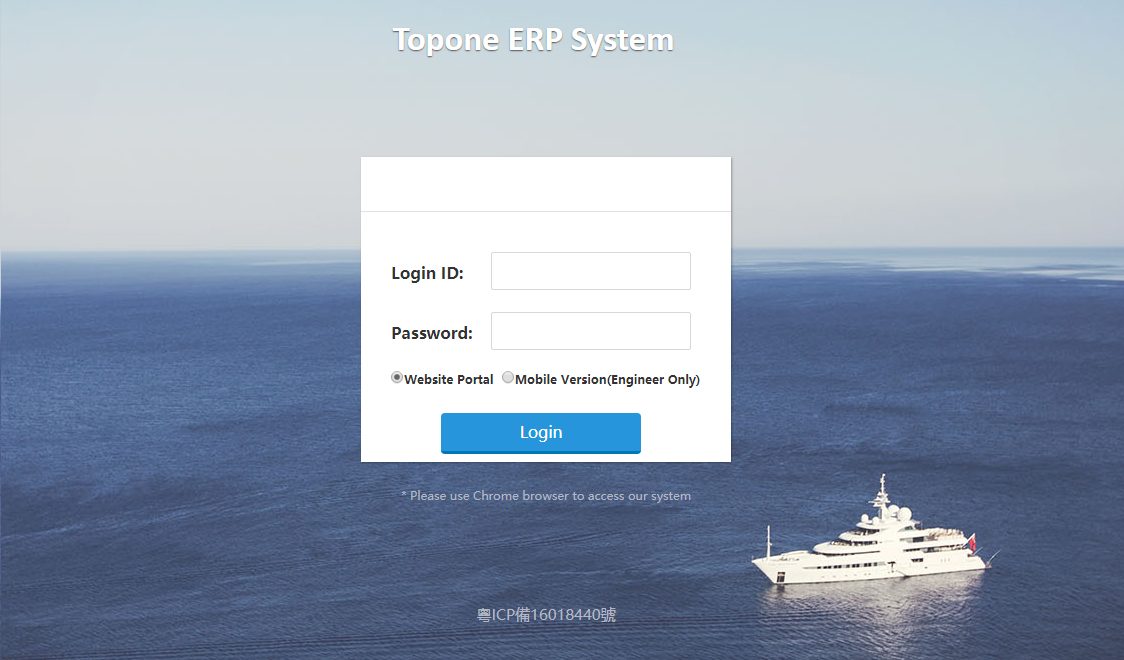 Topone ERP System
Login ID:
Password:
Website Portal Mobile Version(Engineer Only)
Login
* Please use Chrome browser to access our system
粵ICP備16018440號